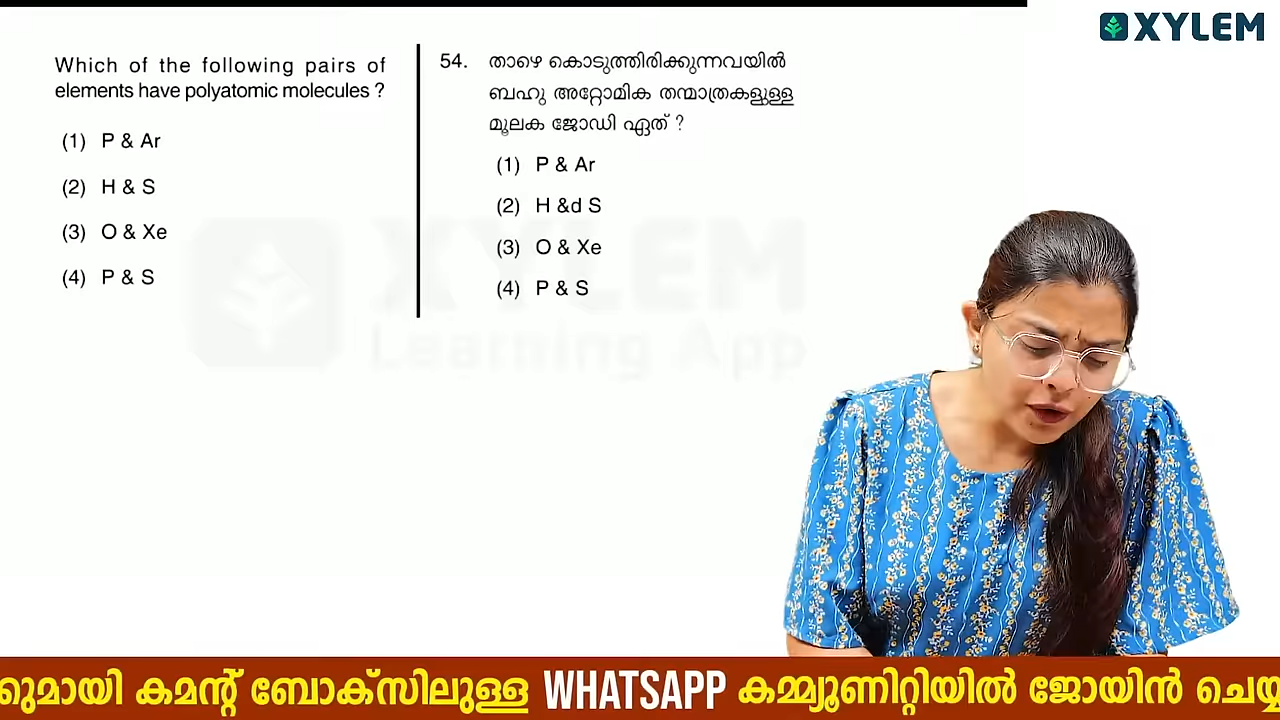 XYLEM
Which of the following pairs of
elements have polyatomic molecules ?
(1) P & Ar
(2) H & S
(3) O & Xe
(4) P & S
54. താഴെ കൊടുത്തിരിക്കുന്നവയിൽ
ബഹു അറ്റോമിക തന്മാത്രകളുള്ള
മൂലക ജോഡി ഏത് ?
(1) P & Ar
(2) H &d S
(3) O & Xe
(4) P & S
XYLEM
Learning App
ക്കുമായി കമന്റ് ബോക്സിലുള്ള WHATSAPP കമ്മ്യൂണിറ്റിയിൽ ജോയിൻ ചെയ്യ